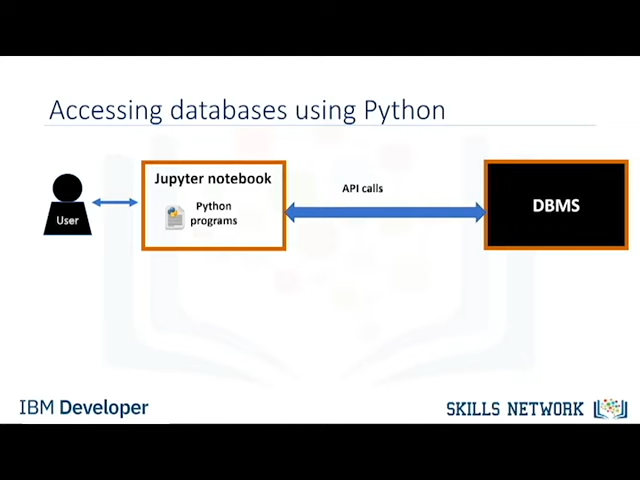 Accessing databases using Python
User
Jupyter notebook
Python
programs
API calls
DBMS
IBM Developer
SKILLS NETWORK